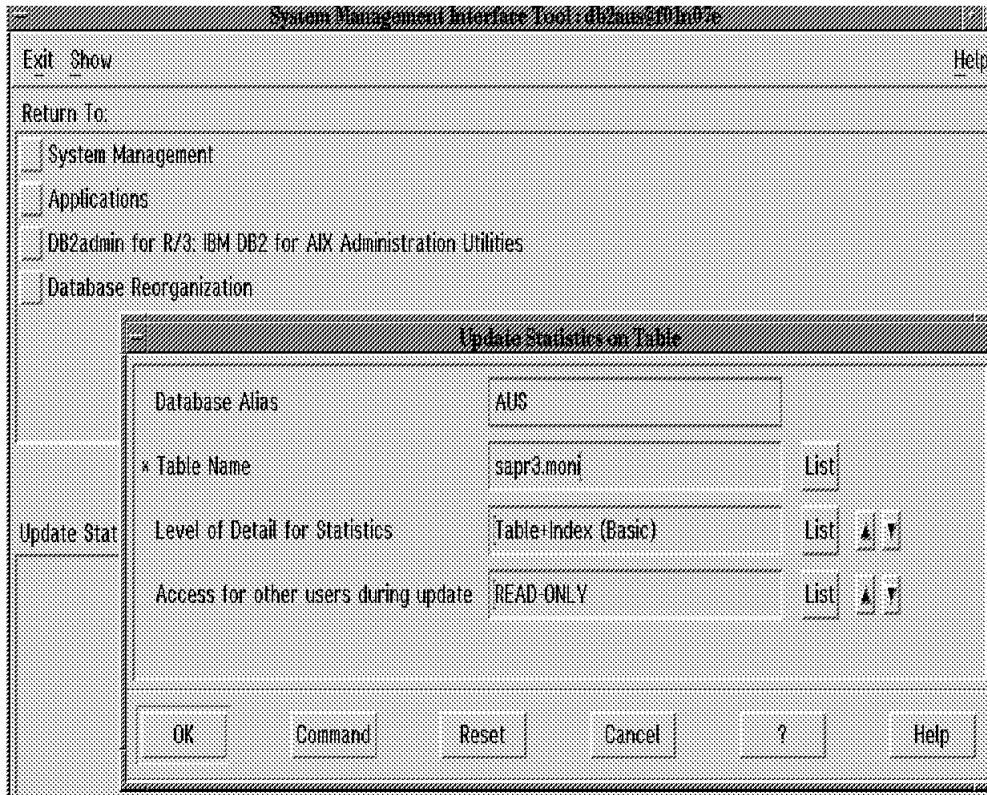 System Management Interface Tool : db2aus@f01n07e
Exit Show Help
Return To:
System Management
Applications
DB2admin for R/3: IBM DB2 for AIX Administration Utilities
Database Reorganization
Update Statistics on Table
Database Alias AUS
* Table Name sapr3.moni List
Update Stat
Level of Detail for Statistics Table+Index (Basic) List
Access for other users during update READ-ONLY List
OK Command Reset Cancel ? Help